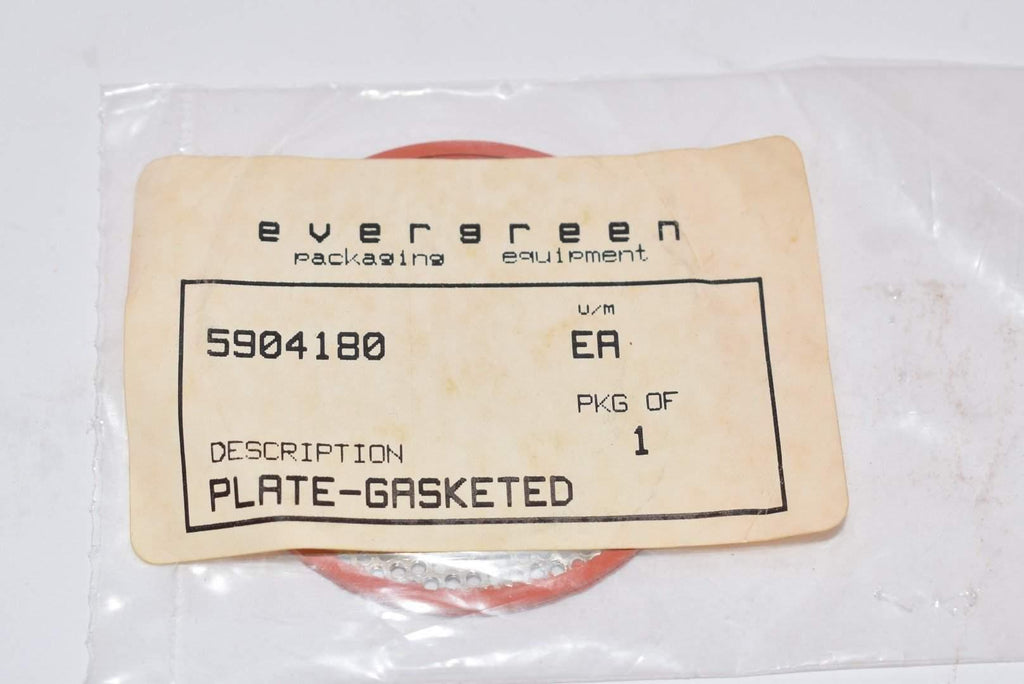 evergreen
packaging equipment
U/M
5904180 EA
PKG OF
1
DESCRIPTION
PLATE-GASKETED